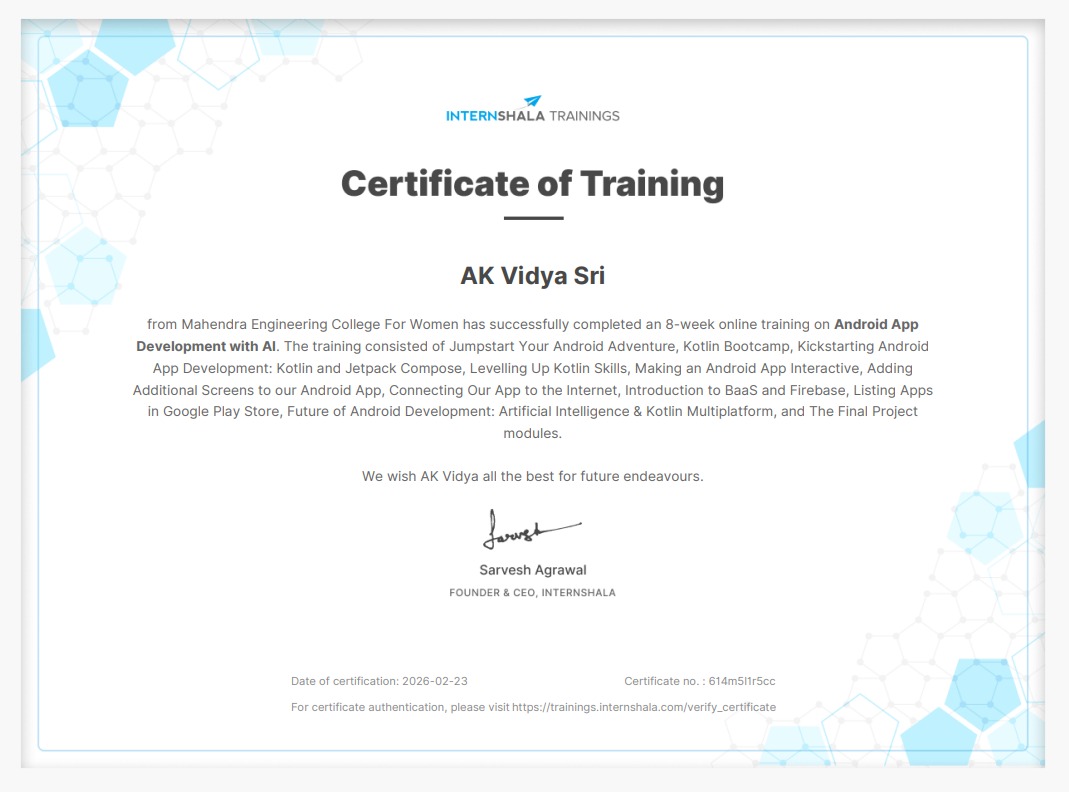 INTERNSHALA TRAININGS
Certificate of Training
AK Vidya Sri
from Mahendra Engineering College For Women has successfully completed an 8-week online training on Android App
Development with AI. The training consisted of Jumpstart Your Android Adventure, Kotlin Bootcamp, Kickstarting Android
App Development: Kotlin and Jetpack Compose, Levelling Up Kotlin Skills, Making an Android App Interactive, Adding
Additional Screens to our Android App, Connecting Our App to the Internet, Introduction to BaaS and Firebase, Listing Apps
in Google Play Store, Future of Android Development: Artificial Intelligence & Kotlin Multiplatform, and The Final Project
modules.
We wish AK Vidya all the best for future endeavours.
Sarvesh
Sarvesh Agrawal
FOUNDER & CEO, INTERNSHALA
Date of certification: 2026-02-23 Certificate no. : 614m5l1r5cc
For certificate authentication, please visit https://trainings.internshala.com/verify_certificate